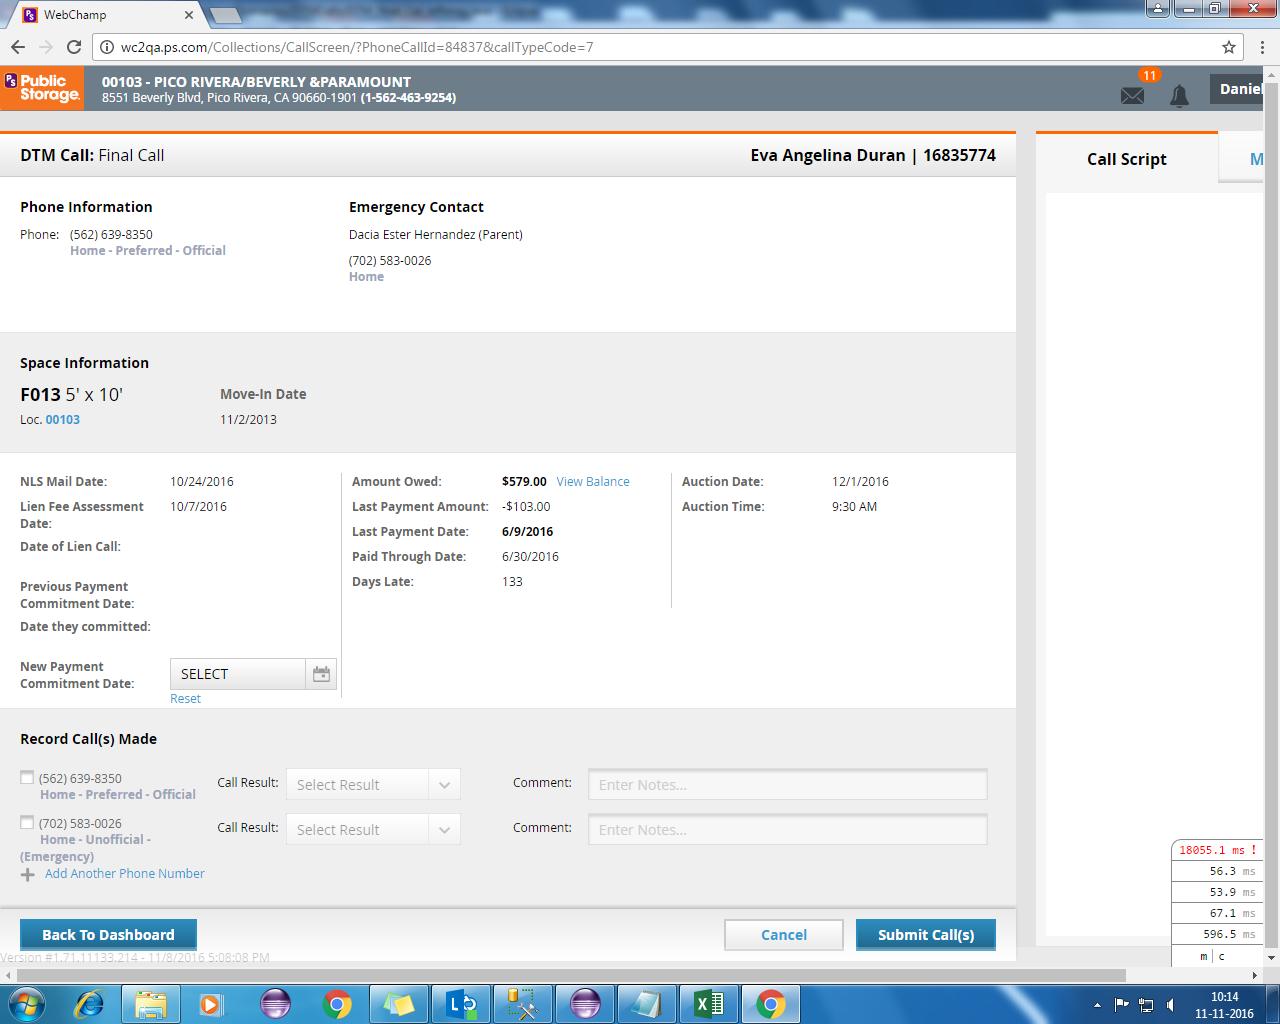 WebChamp
wc2qa.ps.com/Collections/CallScreen/?PhoneCallId=84837&callTypeCode=7
PS Public Storage
00103 - PICO RIVERA/BEVERLY &PARAMOUNT
8551 Beverly Blvd, Pico Rivera, CA 90660-1901 (1-562-463-9254)
11
Daniel
DTM Call: Final Call
Eva Angelina Duran | 16835774
Call Script
M
Phone Information
Emergency Contact
Phone: (562) 639-8350
Home - Preferred - Official
Dacia Ester Hernandez (Parent)
(702) 583-0026
Home
Space Information
F013 5' x 10'
Move-In Date
Loc. 00103
11/2/2013
NLS Mail Date: 10/24/2016
Lien Fee Assessment Date: 10/7/2016
Date of Lien Call:
Previous Payment
Commitment Date:
Date they committed:
New Payment
Commitment Date:
SELECT
Reset
Amount Owed: $579.00 View Balance
Last Payment Amount: -$103.00
Last Payment Date: 6/9/2016
Paid Through Date: 6/30/2016
Days Late: 133
Auction Date: 12/1/2016
Auction Time: 9:30 AM
Record Call(s) Made
(562) 639-8350
Home - Preferred - Official
Call Result: Select Result
Comment: Enter Notes...
(702) 583-0026
Home - Unofficial -
(Emergency)
Call Result: Select Result
Comment: Enter Notes...
Add Another Phone Number
Back To Dashboard
Cancel
Submit Call(s)
Version #1.71.11133.214 - 11/8/2016 5:08:08 PM
18055.1 ms !
56.3 ms
53.9 ms
67.1 ms
596.5 ms
m | c
10:14
11-11-2016